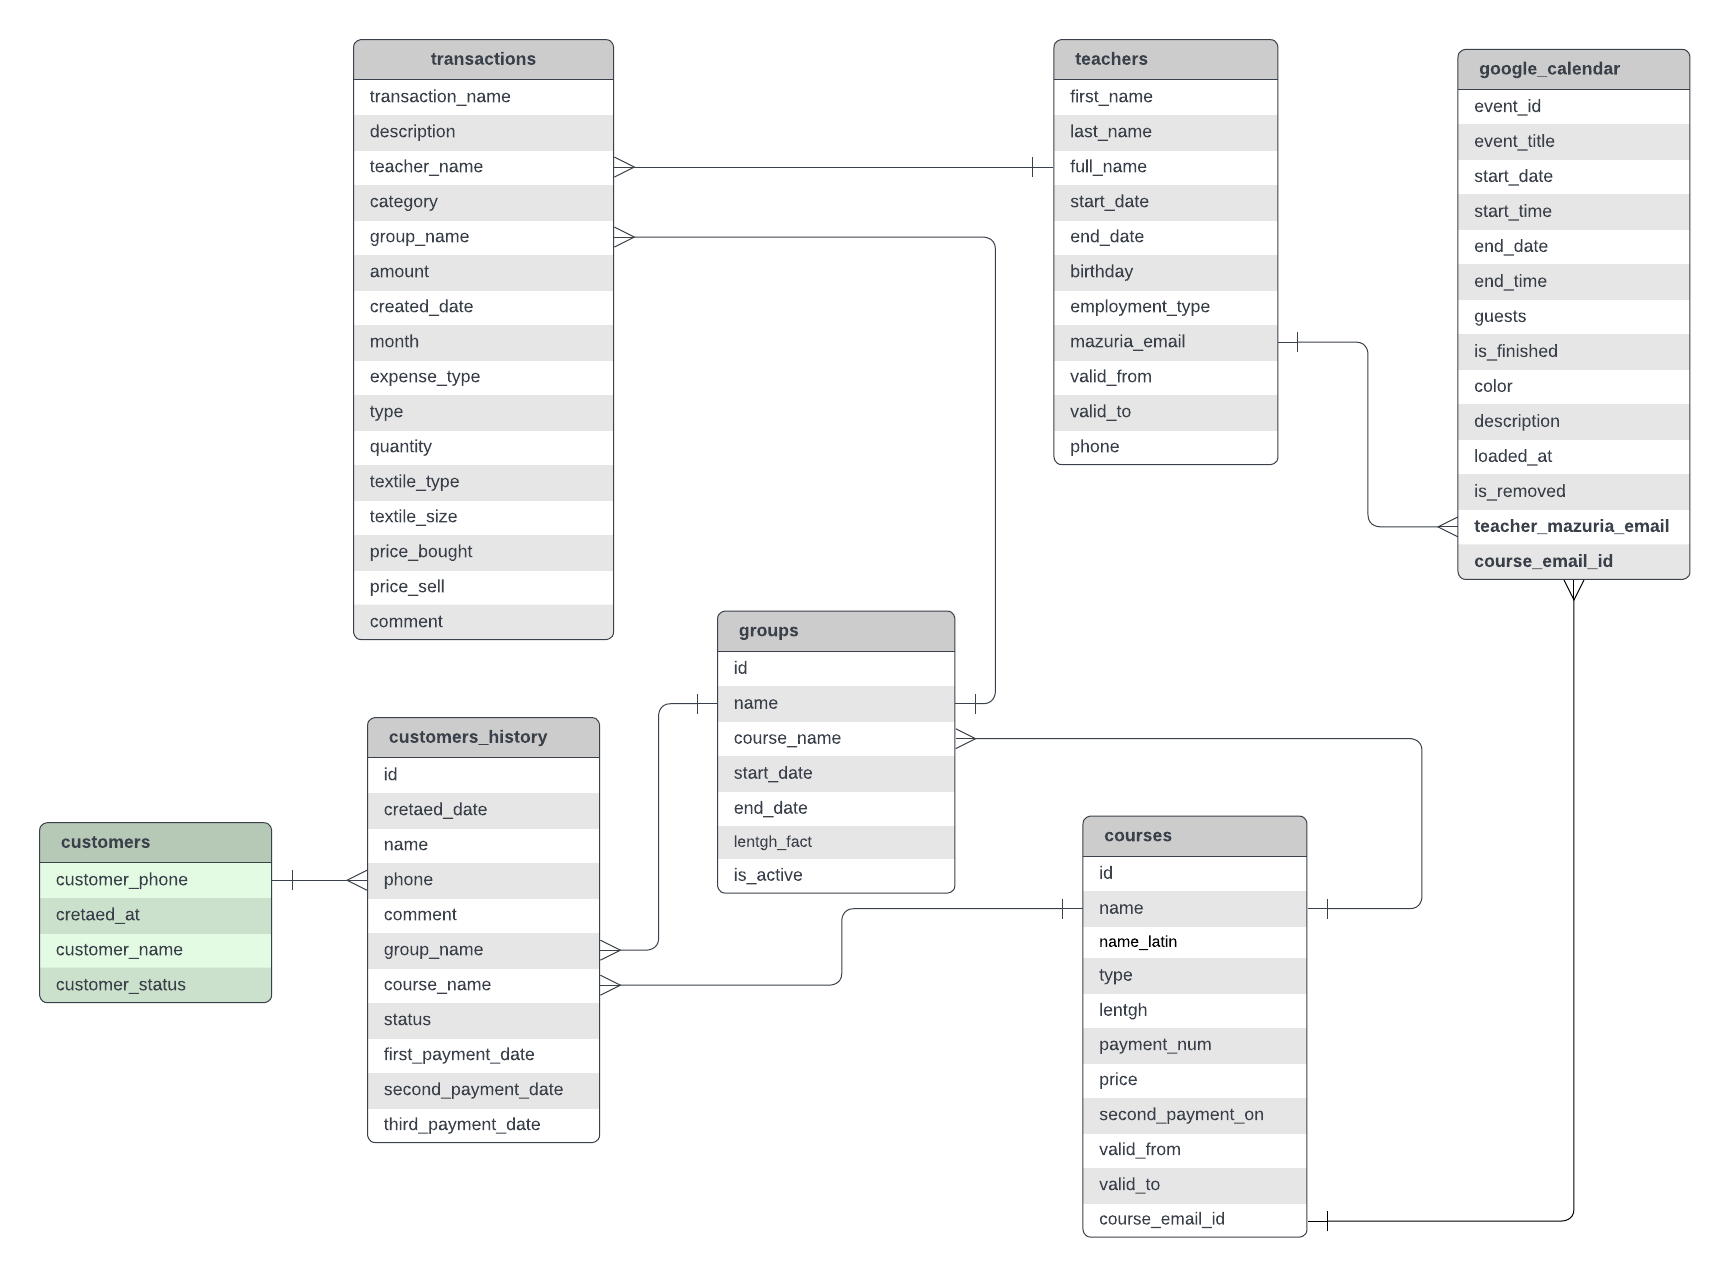 transactions
transaction_name
description
teacher_name
category
group_name
amount
created_date
month
expense_type
type
quantity
textile_type
textile_size
price_bought
price_sell
comment
teachers
first_name
last_name
full_name
start_date
end_date
birthday
employment_type
mazuria_email
valid_from
valid_to
phone
google_calendar
event_id
event_title
start_date
start_time
end_date
end_time
guests
is_finished
color
description
loaded_at
is_removed
teacher_mazuria_email
course_email_id
groups
id
name
course_name
start_date
end_date
lentgh_fact
is_active
customers_history
id
cretaed_date
name
phone
comment
group_name
course_name
status
first_payment_date
second_payment_date
third_payment_date
customers
customer_phone
cretaed_at
customer_name
customer_status
courses
id
name
name_latin
type
lentgh
payment_num
price
second_payment_on
valid_from
valid_to
course_email_id